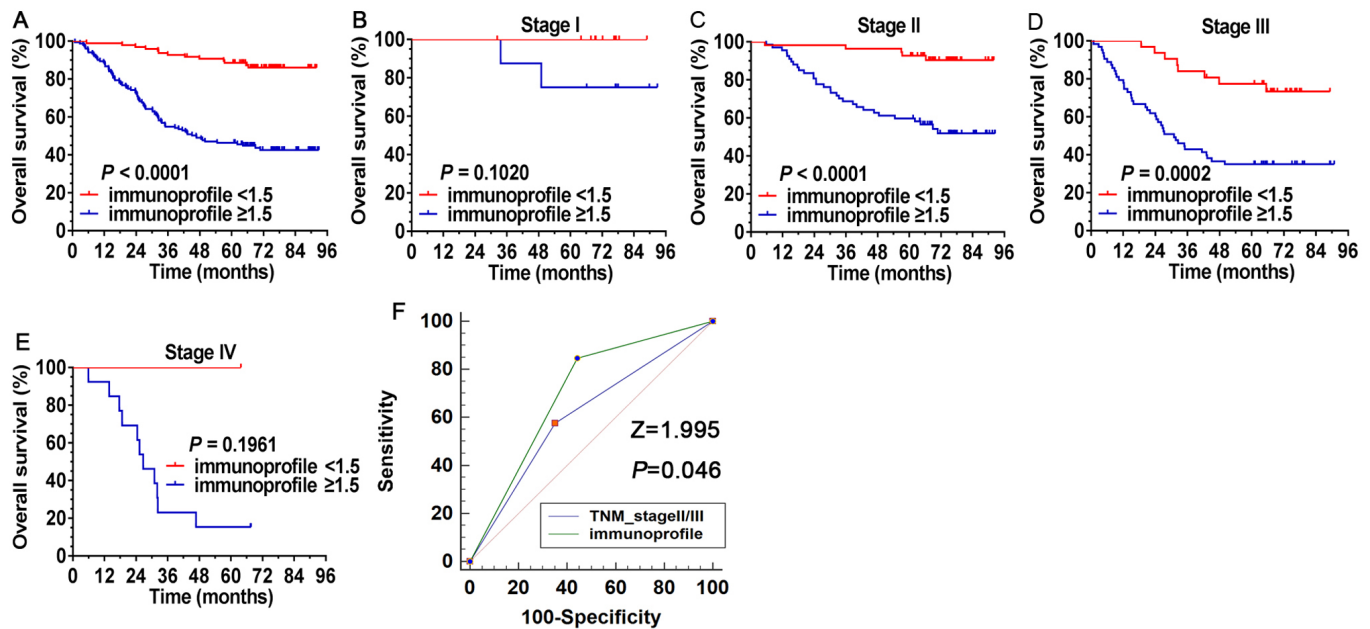 A
Overall survival (%)
100
80
60
40
20
0
P < 0.0001
immunoprofile <1.5
immunoprofile ≥1.5
0 12 24 36 48 60 72 84 96
Time (months)
B
Stage I
Overall survival (%)
100
80
60
40
20
0
P = 0.1020
immunoprofile <1.5
immunoprofile ≥1.5
0 12 24 36 48 60 72 84 96
Time (months)
C
Stage II
Overall survival (%)
100
80
60
40
20
0
P < 0.0001
immunoprofile <1.5
immunoprofile ≥1.5
0 12 24 36 48 60 72 84 96
Time (months)
D
Stage III
Overall survival (%)
100
80
60
40
20
0
P = 0.0002
immunoprofile <1.5
immunoprofile ≥1.5
0 12 24 36 48 60 72 84 96
Time (months)
E
Stage IV
Overall survival (%)
100
80
60
40
20
0
P = 0.1961
immunoprofile <1.5
immunoprofile ≥1.5
0 12 24 36 48 60 72 84 96
Time (months)
F
Sensitivity
100
80
60
40
20
0
Z=1.995
P=0.046
TNM_stageII/III
immunoprofile
0 20 40 60 80 100
100-Specificity